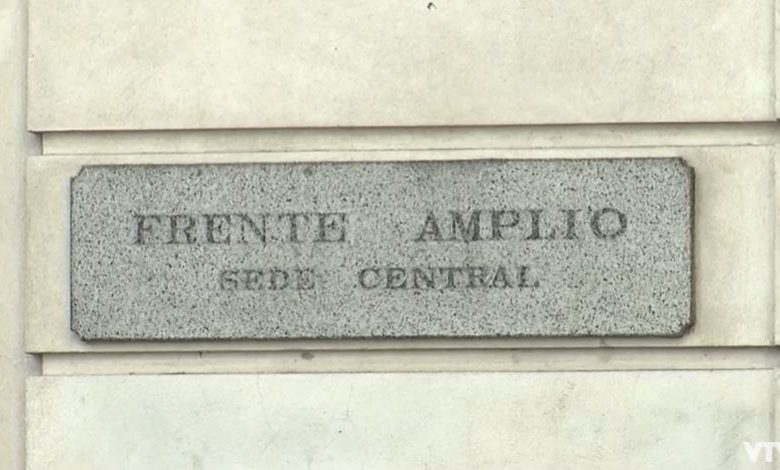 FRENTE AMPLIO
SEDE CENTRAL